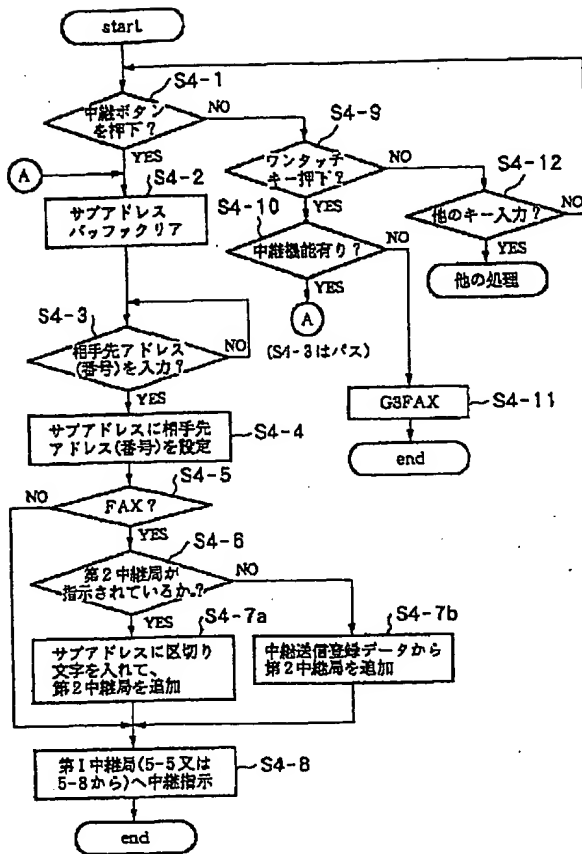 start
S4-1
中継ボタン
を押下?
NO
YES
A
S4-2
サブアドレス
バッファクリア
S4-3
相手先アドレス
(番号)を入力?
NO
YES
サブアドレスに相手先
アドレス(番号)を設定
S4-4
S4-5
NO
FAX?
YES
S4-6
第2中継局が
指示されているか。?
NO
YES
S4-7a
サブアドレスに区切り
文字を入れて、
第2中継局を追加
S4-7b
中継送信登録データから
第2中継局を追加
第1中継局(5-5又は
5-8から)へ中継指示
S4-8
end
S4-9
ワンタッチ
キー押下?
NO
YES
S4-10
中継機能有り?
NO
YES
A
(S4-3はパス)
G3FAX
S4-11
end
S4-12
他のキー入力?
NO
YES
他の処理